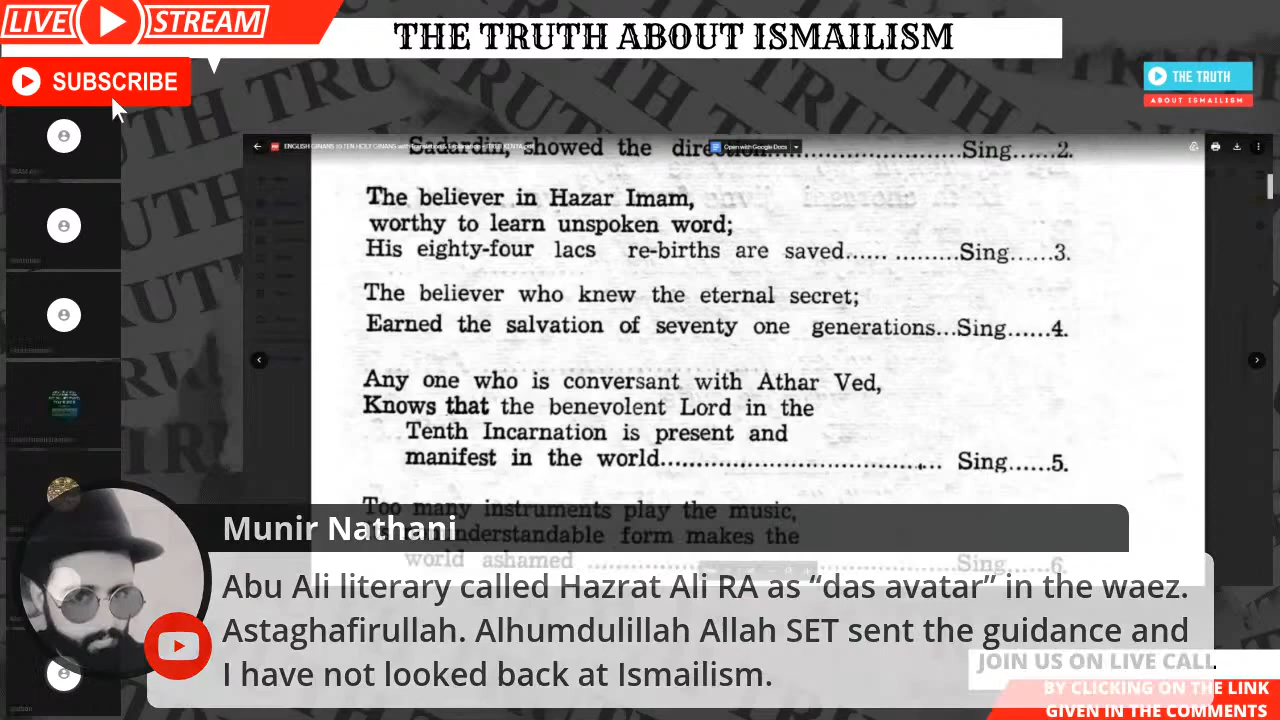 LIVE STREAM
THE TRUTH ABOUT ISMAILISM
SUBSCRIBE
THE TRUTH
ABOUT ISMAILISM
Open with Google Docs
Sadardin, showed the direction Sing......2.
The believer in Hazar Imam,
worthy to learn unspoken word;
His eighty-four lacs re-births are saved...... .........Sing......3.
The believer who knew the eternal secret;
Earned the salvation of seventy one generations...Sing......4.
Any one who is conversant with Athar Ved,
Knows that the benevolent Lord in the
Tenth Incarnation is present and
manifest in the world............................................. Sing......5.
Too many instruments play the music,
form makes the
world ashamed Sing......6.
Munir Nathani
Abu Ali literary called Hazrat Ali RA as “das avatar” in the waez.
Astaghafirullah. Alhumdulillah Allah SET sent the guidance and
I have not looked back at Ismailism.
JOIN US ON LIVE CALL
BY CLICKING ON THE LINK
GIVEN IN THE COMMENTS